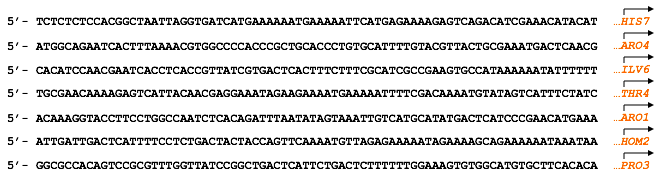 5′- TCTCTCTCCACGGCTAATTAGGTGATCATGAAAAAATGAAAAATTCATGAGAAAAGAGTCAGACATCGAAACATACAT …HIS7
5′- ATGGCAGAATCACTTTAAAACGTGGCCCCACCCGCTGCACCCTGTGCATTTTGTACGTTACTGCGAAATGACTCAACG …ARO4
5′- CACATCCAACGAATCACCTCACCGTTATCGTGACTCACTTTCTTTCGCATCGCCGAAGTGCCATAAAAAATATTTTTT …ILV6
5′- TGCGAACAAAAGAGTCATTACAACGAGGAAATAGAAGAAAATGAAAAATTTTCGACAAAATGTATAGTCATTTCTATC …THR4
5′- ACAAAGGTACCTTCCTGGCCAATCTCACAGATTTAATATAGTAAATTGTCATGCATATGACTCATCCCGAACATGAAA …ARO1
5′- ATTGATTGACTCATTTTCCTCTGACTACTACCAGTTCAAAATGTTAGAGAAAAATAGAAAAGCAGAAAAAATAAATAA …HOM2
5′- GGCGCCACAGTCCGCGTTTGGTTATCCGGCTGACTCATTCTGACTCTTTTTTGGAAAGTGTGGCATGTGCTTCACACA …PRO3